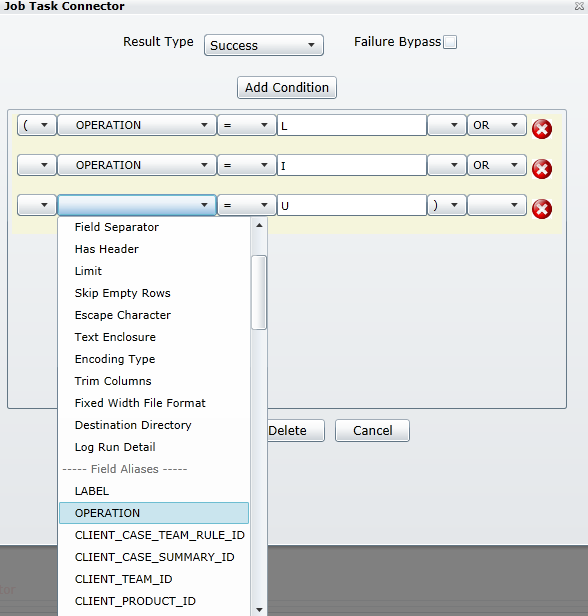 Job Task Connector
Result Type Success Failure Bypass
Add Condition
( OPERATION = L OR
OPERATION = I OR
= U )
Field Separator
Has Header
Limit
Skip Empty Rows
Escape Character
Text Enclosure
Encoding Type
Trim Columns
Fixed Width File Format
Destination Directory
Log Run Detail
Delete Cancel
----- Field Aliases -----
LABEL
OPERATION
CLIENT_CASE_TEAM_RULE_ID
CLIENT_CASE_SUMMARY_ID
CLIENT_TEAM_ID
CLIENT_PRODUCT_ID